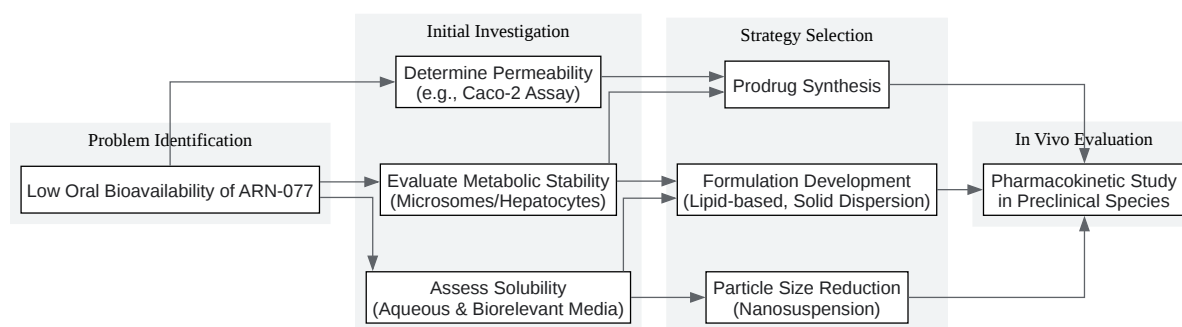 Initial Investigation
Strategy Selection
Determine Permeability
(e.g., Caco-2 Assay)
Prodrug Synthesis
Problem Identification
In Vivo Evaluation
Low Oral Bioavailability of ARN-077
Evaluate Metabolic Stability
(Microsomes/Hepatocytes)
Formulation Development
(Lipid-based, Solid Dispersion)
Pharmacokinetic Study
in Preclinical Species
Assess Solubility
(Aqueous & Biorelevant Media)
Particle Size Reduction
(Nanosuspension)